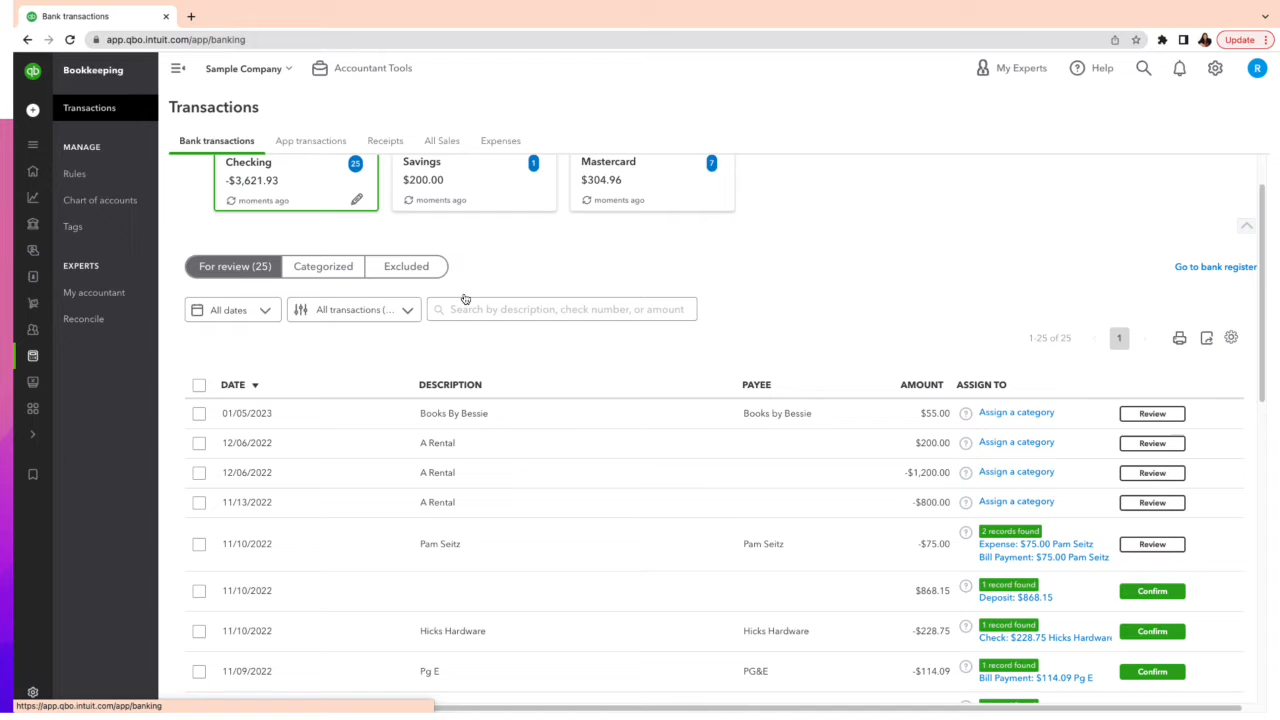 Bank transactions
app.qbo.intuit.com/app/banking
Update
qb
Bookkeeping
Sample Company
Accountant Tools
My Experts
Help
R
Transactions
MANAGE
Rules
Chart of accounts
Tags
EXPERTS
My accountant
Reconcile
Transactions
Bank transactions
App transactions
Receipts
All Sales
Expenses
Checking
25
-$3,621.93
moments ago
Savings
1
$200.00
moments ago
Mastercard
7
$304.96
moments ago
For review (25)
Categorized
Excluded
Go to bank register
All dates
All transactions (...
Search by description, check number, or amount
1-25 of 25
1
DATE DESCRIPTION PAYEE AMOUNT ASSIGN TO
01/05/2023 Books By Bessie Books by Bessie $55.00 ? Assign a category Review
12/06/2022 A Rental $200.00 ? Assign a category Review
12/06/2022 A Rental -$1,200.00 ? Assign a category Review
11/13/2022 A Rental -$800.00 ? Assign a category Review
2 records found
11/10/2022 Pam Seitz Pam Seitz -$75.00 ? Expense: $75.00 Pam Seitz Review
Bill Payment: $75.00 Pam Seitz
1 record found
11/10/2022 $868.15 ? Deposit: $868.15 Confirm
1 record found
11/10/2022 Hicks Hardware Hicks Hardware -$228.75 ? Check: $228.75 Hicks Hardware Confirm
1 record found
11/09/2022 Pg E PG&E -$114.09 ? Bill Payment: $114.09 Pg E Confirm
https://app.qbo.intuit.com/app/banking